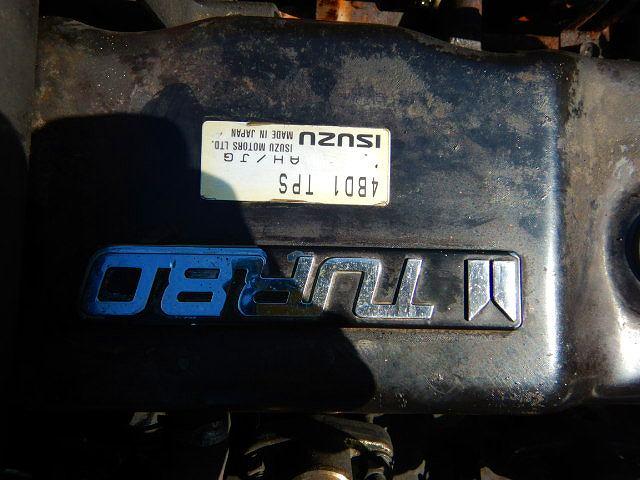 TURBO
4BD1 TPS
AH/JG
ISUZU MOTORS LTD.
ISUZU MADE IN JAPAN